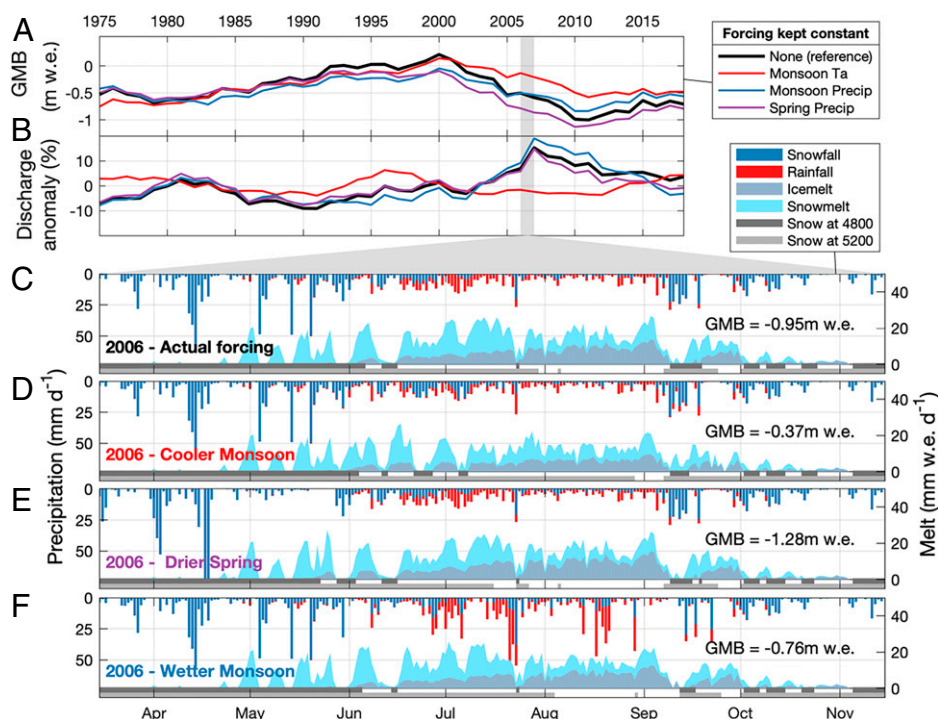 A
1975 1980 1985 1990 1995 2000 2005 2010 2015
GMB
(m w.e.)
0
-0.5
-1
Forcing kept constant
None (reference)
Monsoon Ta
Monsoon Precip
Spring Precip
B
Discharge
anomaly (%)
10
0
-10
Snowfall
Rainfall
Icemelt
Snowmelt
Snow at 4800
Snow at 5200
C
0
25
50
40
20
0
GMB = -0.95m w.e.
2006 - Actual forcing
D
0
25
50
40
20
0
GMB = -0.37m w.e.
2006 - Cooler Monsoon
Precipitation (mm d-1)
Melt (mm w.e. d-1)
E
0
25
50
40
20
0
GMB = -1.28m w.e.
2006 - Drier Spring
F
0
25
50
40
20
0
GMB = -0.76m w.e.
2006 - Wetter Monsoon
Apr May Jun Jul Aug Sep Oct Nov